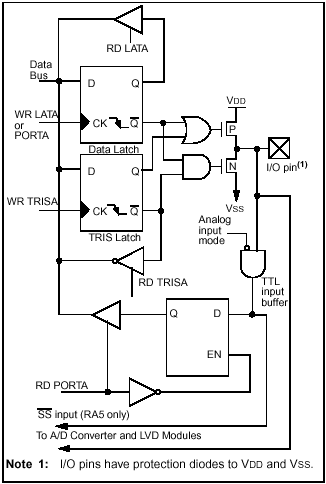 RD LATA
Data
Bus
D Q
VDD
WR LATA
or
PORTA
CK Q
P
Data Latch
I/O pin(1)
N
D Q
WR TRISA
CK Q
VSS
TRIS Latch
Analog
input
mode
RD TRISA
TTL
input
buffer
Q D
EN
RD PORTA
SS input (RA5 only)
To A/D Converter and LVD Modules
Note 1: I/O pins have protection diodes to VDD and VSS.